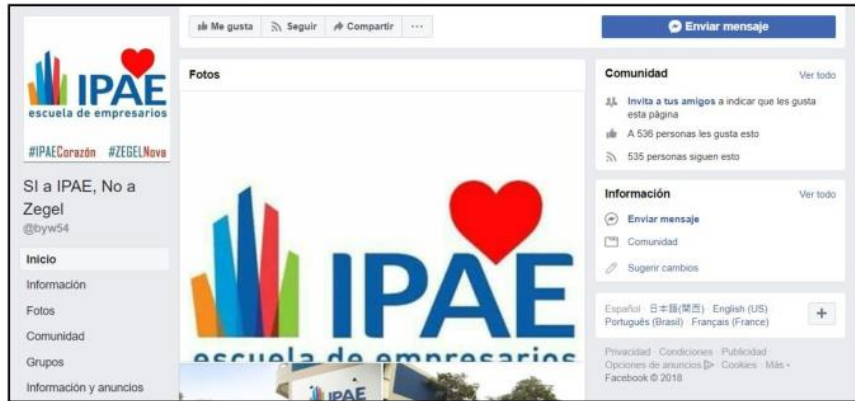 IPAE
escuela de empresarios
#IPAECorazón #ZEGELNova
SI a IPAE, No a
Zegel
@byw54
Inicio
Información
Fotos
Comunidad
Grupos
Información y anuncios
Me gusta Seguir Compartir ...
Fotos
IPAE
escuela de empresarios
IPAE
Enviar mensaje
Comunidad Ver todo
Invita a tus amigos a indicar que les gusta
esta página
A 536 personas les gusta esto
535 personas siguen esto
Información Ver todo
Enviar mensaje
Comunidad
Sugerir cambios
Español · 日本語(関西) · English (US)
Português (Brasil) · Français (France)
+
Privacidad · Condiciones · Publicidad
Opciones de anuncios · Cookies · Más
Facebook © 2018